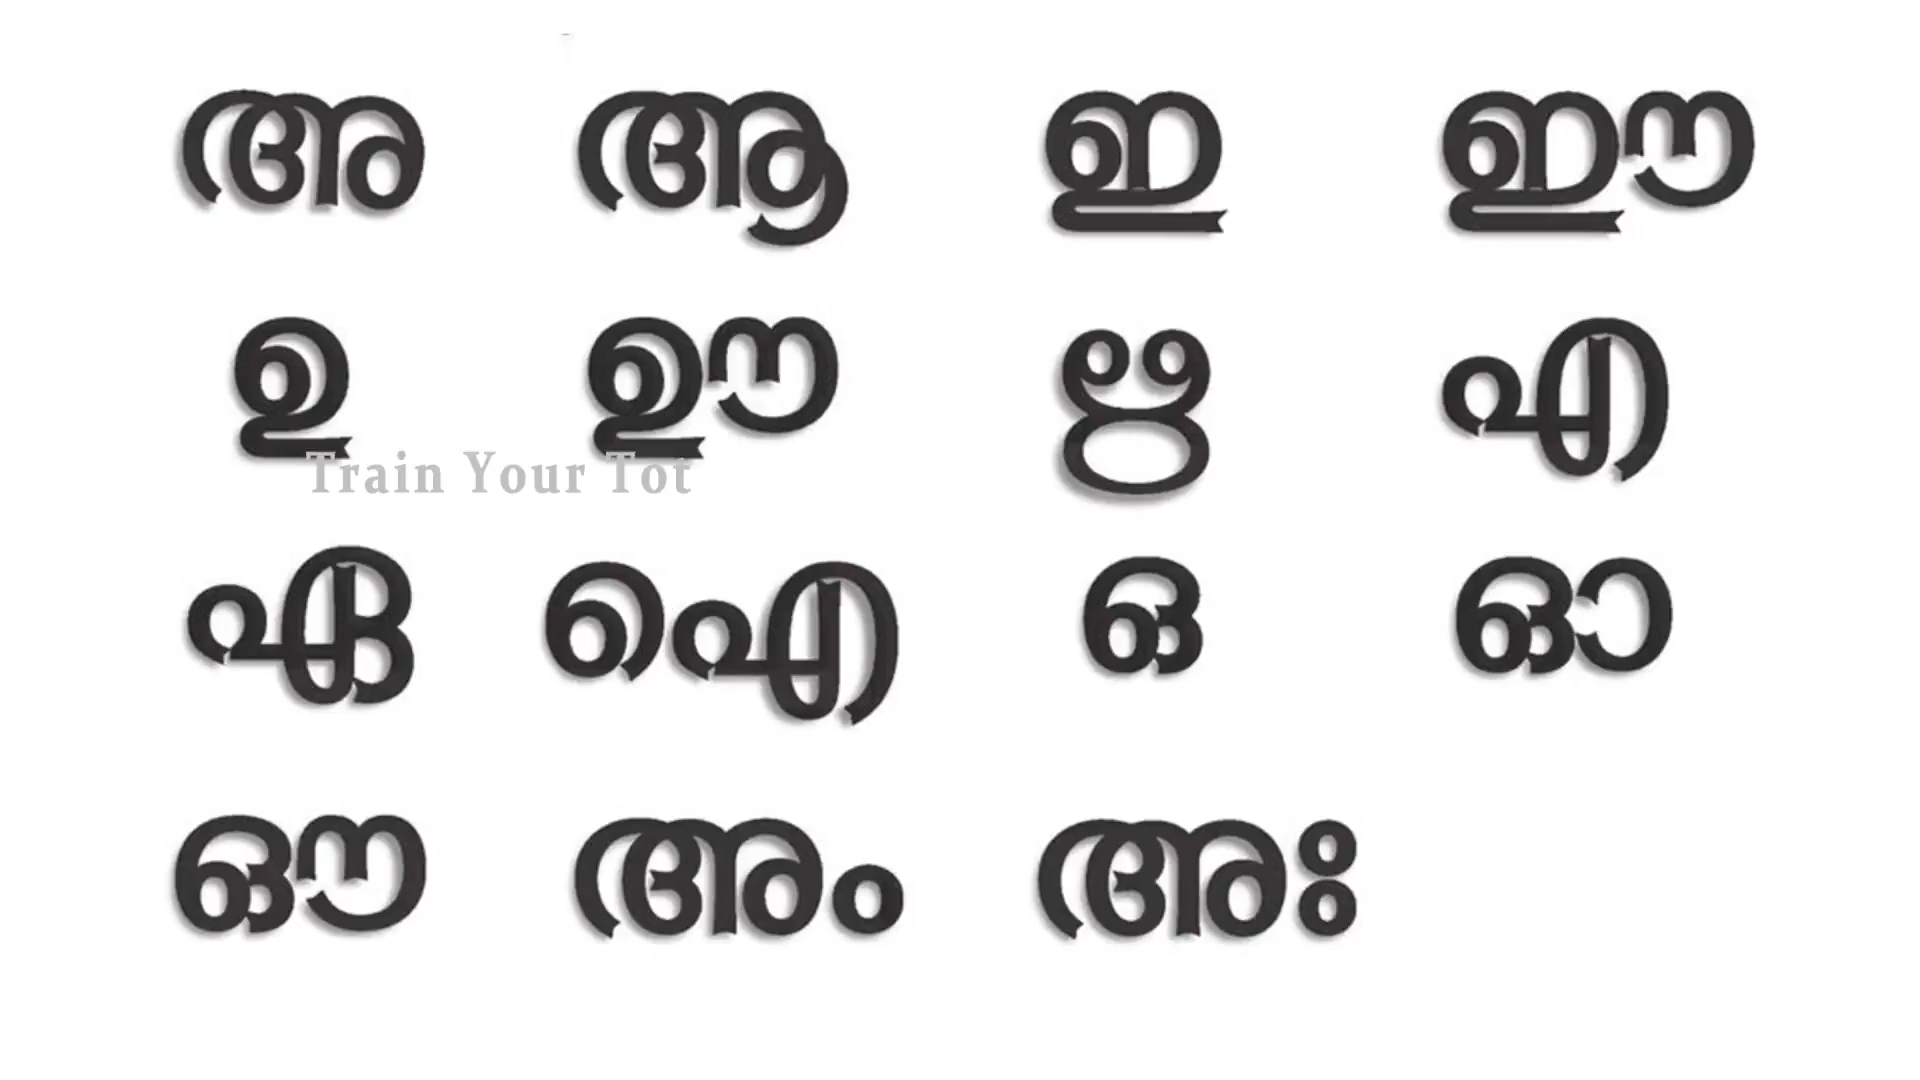 അ ആ ഇ ഈ
ഉ ഊ ഋ എ
Train Your Tot
ഏ ഐ ഒ ഓ
ഔ അം അഃ